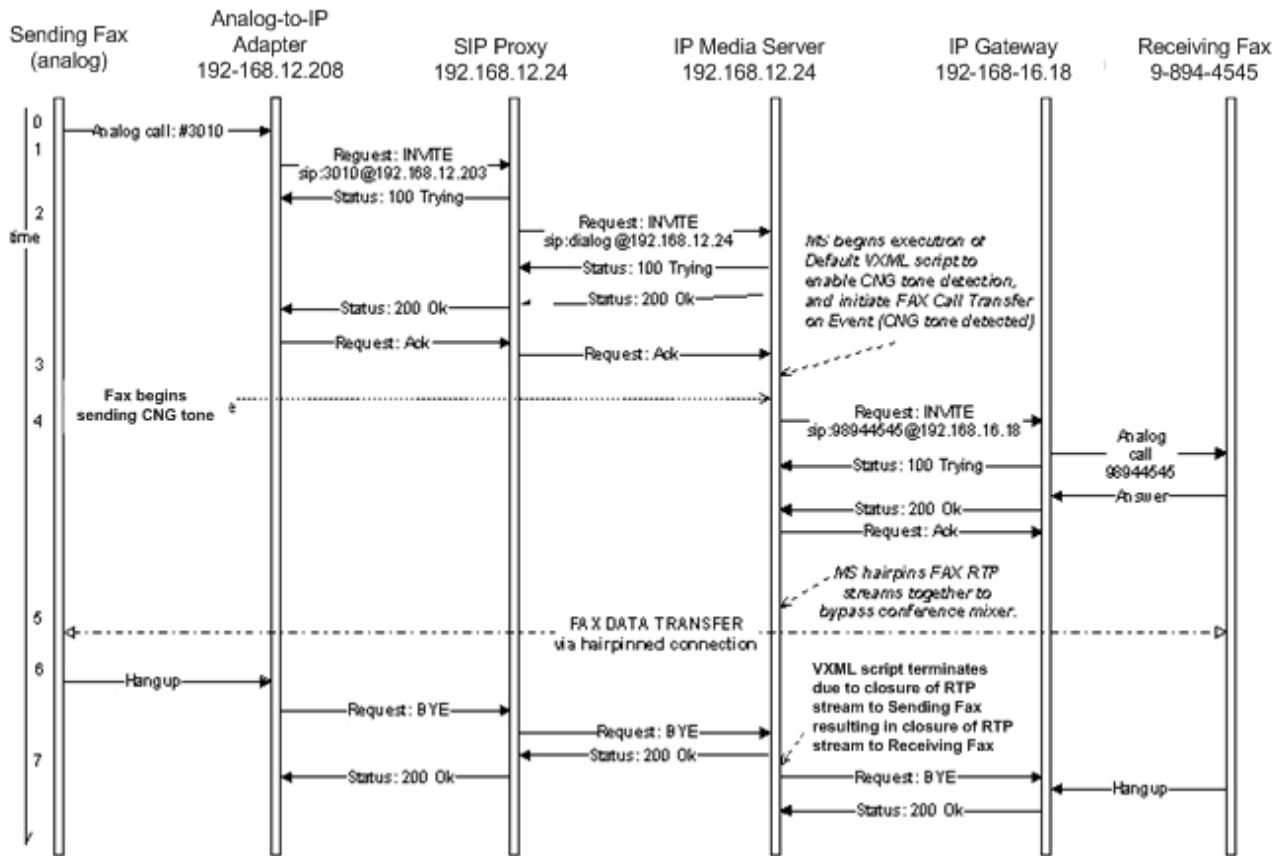 Sending Fax
(analog)
Analog-to-IP
Adapter
192-168.12.208
SIP Proxy
192.168.12.24
IP Media Server
192.168.12.24
IP Gateway
192-168-16.18
Receiving Fax
9-894-4545
0
Analog call: #3010
1
Request: INVITE
sip:3010@192.168.12.203
Status: 100 Trying
2
time
Request: INVITE
sip:dialog@192.168.12.24
Status: 100 Trying
MS begins execution of
Default VXML script to
enable CNG tone detection,
and initiate FAX Call Transfer
on Event (CNG tone detected)
Status: 200 Ok
Status: 200 Ok
Request: Ack
Request: Ack
3
Fax begins
sending CNG tone
e
4
Request: INVITE
sip:98944545@192.168.16.18
Analog
call
98944545
Status: 100 Trying
Answer
Status: 200 Ok
Request: Ack
MS hairpins FAX RTP
streams together to
bypass conference mixer.
5
FAX DATA TRANSFER
via hairpinned connection
6
Hangup
VXML script terminates
due to closure of RTP
stream to Sending Fax
resulting in closure of RTP
stream to Receiving Fax
Request: BYE
Request: BYE
Status: 200 Ok
7
Status: 200 Ok
Request: BYE
Hangup
Status: 200 Ok